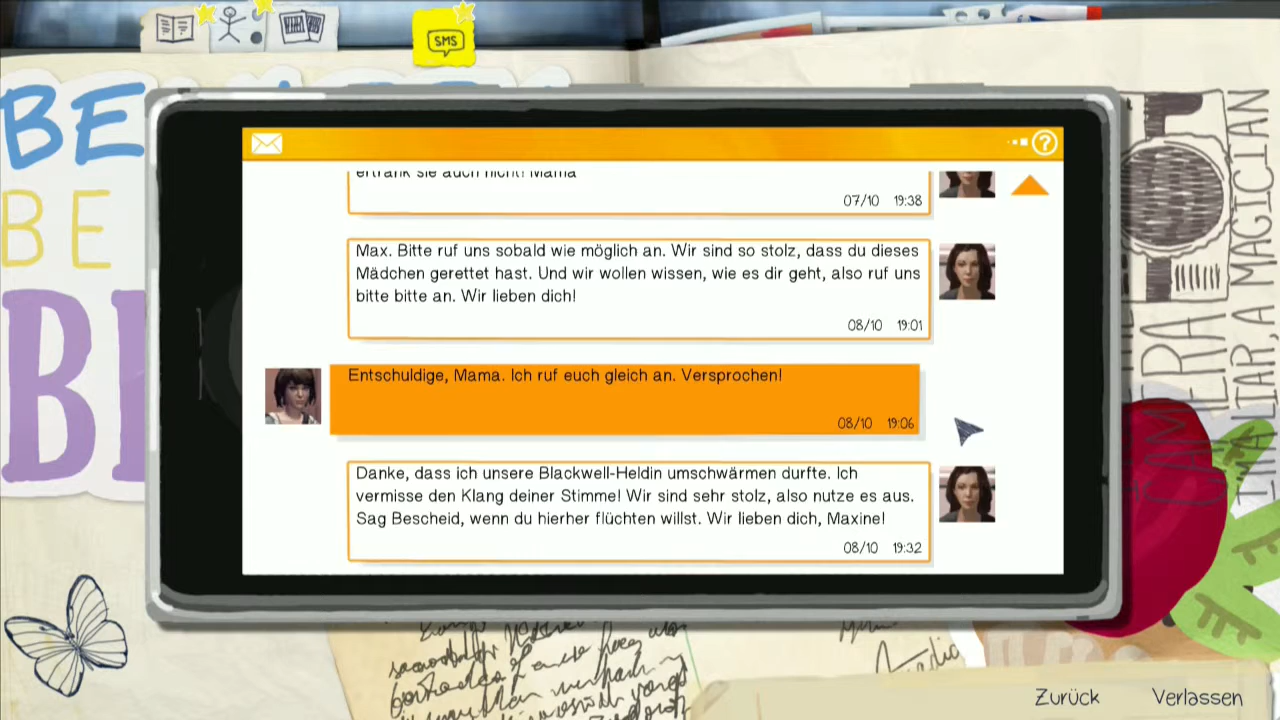 SMS
BE
BE
ertränk sie auch nicht! Mama
07/10 19:38
Max. Bitte ruf uns sobald wie möglich an. Wir sind so stolz, dass du dieses
Mädchen gerettet hast. Und wir wollen wissen, wie es dir geht, also ruf uns
bitte bitte an. Wir lieben dich!
08/10 19:01
Entschuldige, Mama. Ich ruf euch gleich an. Versprochen!
08/10 19:06
Danke, dass ich unsere Blackwell-Heldin umschwärmen durfte. Ich
vermisse den Klang deiner Stimme! Wir sind sehr stolz, also nutze es aus.
Sag Bescheid, wenn du hierher flüchten willst. Wir lieben dich, Maxine!
08/10 19:32
LIAR, A MAGICIAN
Zurück Verlassen